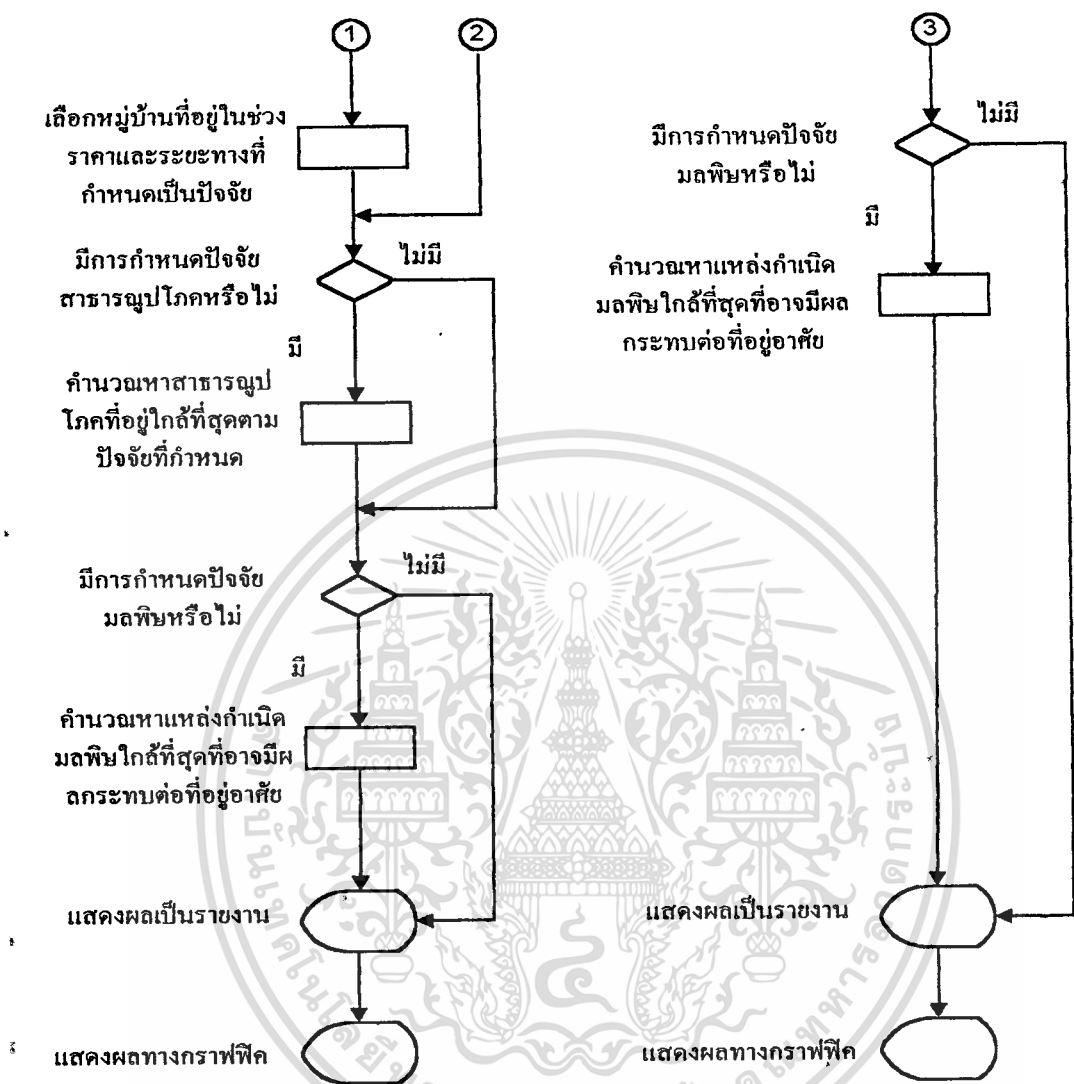 1
2
เลือกหมู่บ้านที่อยู่ในช่วง
ราคาและระยะทางที่
กำหนดเป็นปัจจัย
มีการกำหนดปัจจัย
สาธารณูปโภคหรือไม่
ไม่มี
มี
คำนวณหาสาธารณูป
โภคที่อยู่ใกล้ที่สุดตาม
ปัจจัยที่กำหนด
มีการกำหนดปัจจัย
มลพิษหรือไม่
ไม่มี
มี
คำนวณหาแหล่งกำเนิด
มลพิษใกล้ที่สุดที่อาจมีผ
ลกระทบต่อที่อยู่อาศัย
แสดงผลเป็นรายงาน
แสดงผลทางกราฟฟิค
3
มีการกำหนดปัจจัย
มลพิษหรือไม่
ไม่มี
มี
คำนวณหาแหล่งกำเนิด
มลพิษใกล้ที่สุดที่อาจมีผล
กระทบต่อที่อยู่อาศัย
แสดงผลเป็นรายงาน
แสดงผลทางกราฟฟิค